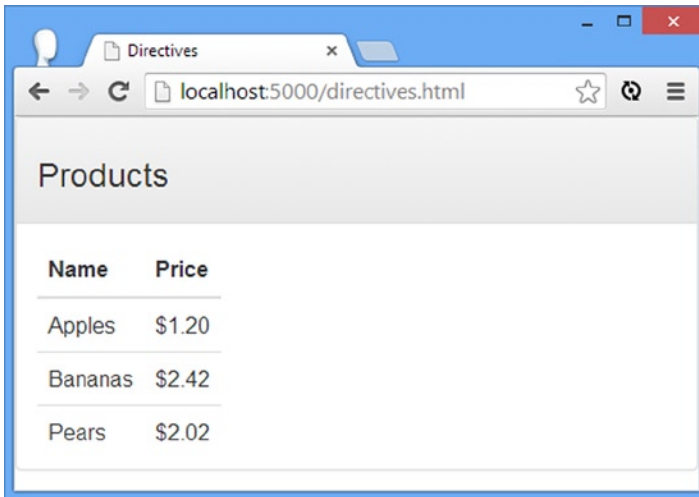 Directives
localhost:5000/directives.html
Products
Name Price
Apples $1.20
Bananas $2.42
Pears $2.02